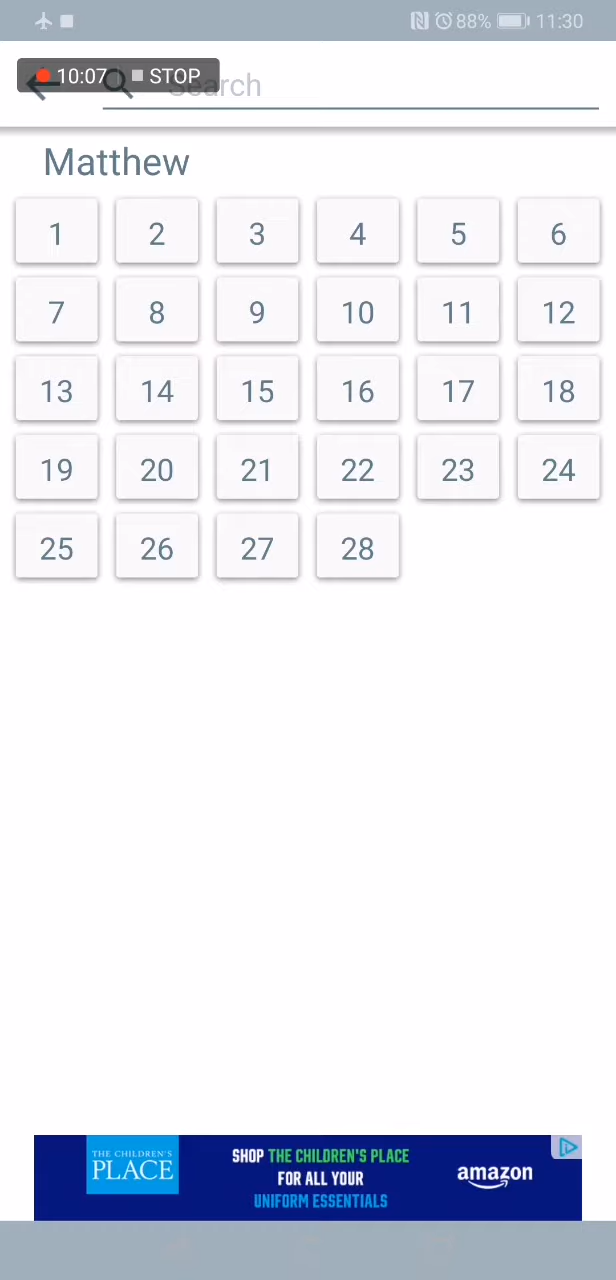 88% 11:30
10:07 STOP Search
Matthew
1 2 3 4 5 6
7 8 9 10 11 12
13 14 15 16 17 18
19 20 21 22 23 24
25 26 27 28
THE CHILDREN'S
PLACE
SHOP THE CHILDREN'S PLACE
FOR ALL YOUR
UNIFORM ESSENTIALS
amazon